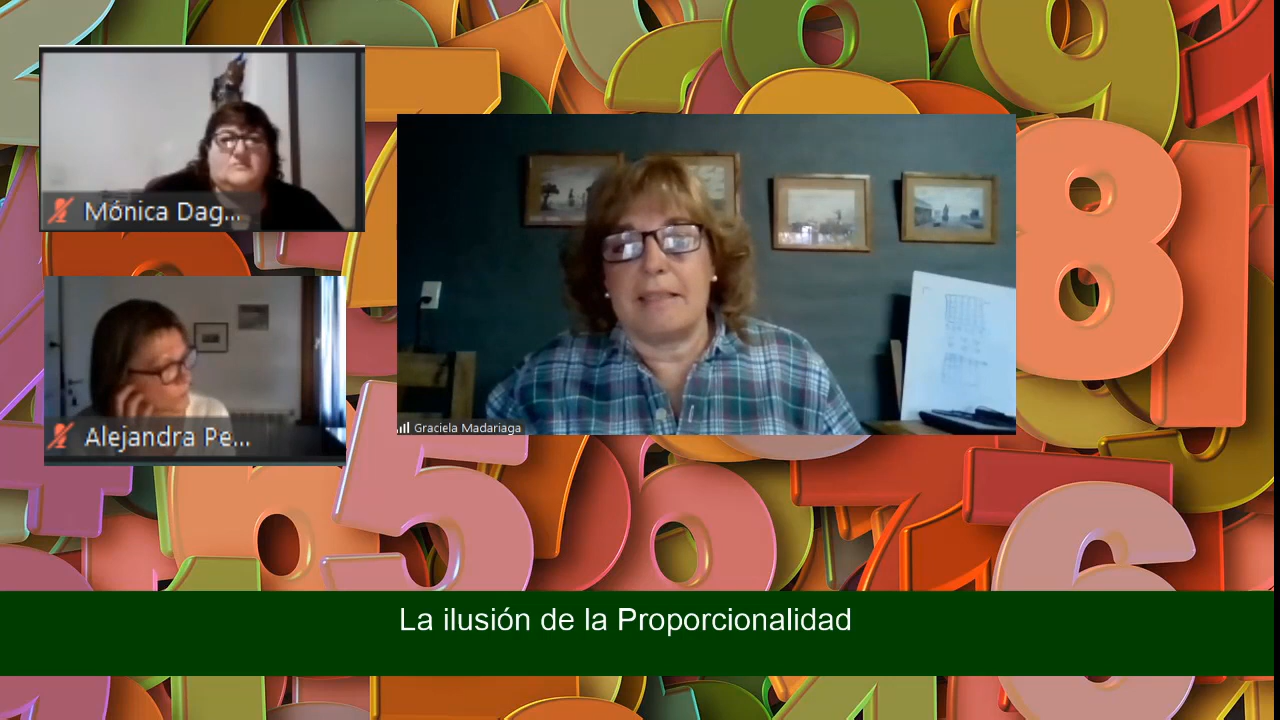 Mónica Dag...
Alejandra Pe...
Graciela Madariaga
La ilusión de la Proporcionalidad